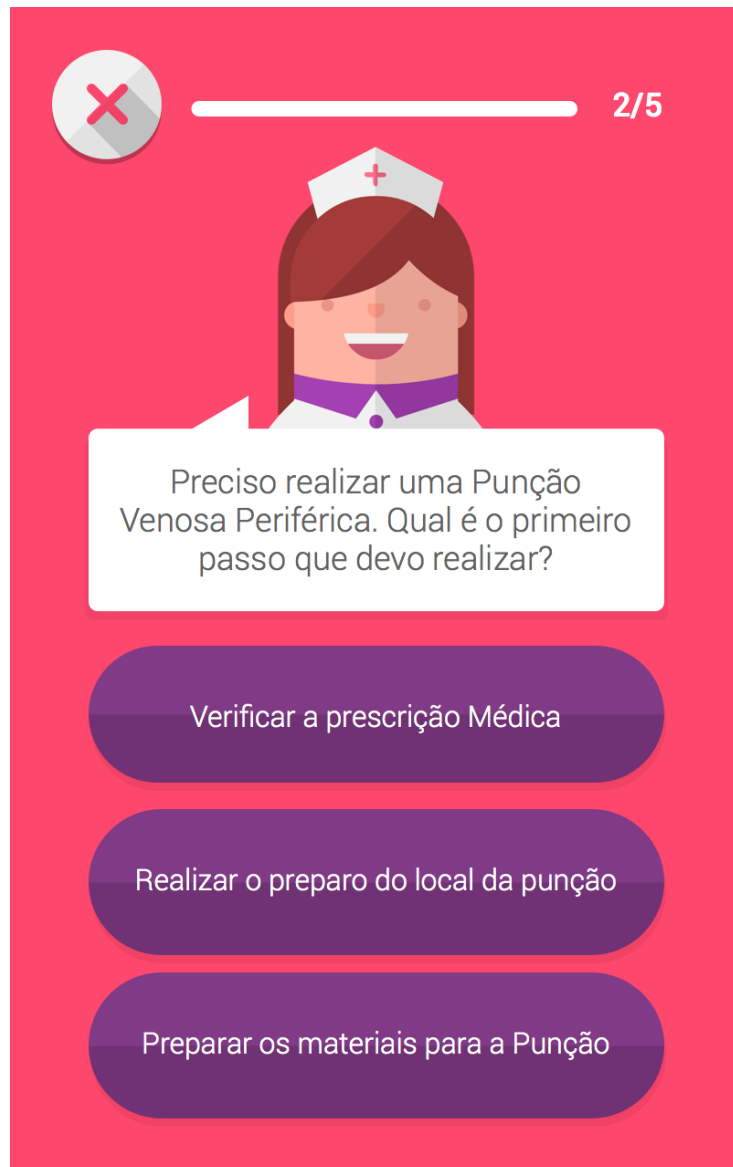 2/5
Preciso realizar uma Punção
Venosa Periférica. Qual é o primeiro
passo que devo realizar?
Verificar a prescrição Médica
Realizar o preparo do local da punção
Preparar os materiais para a Punção